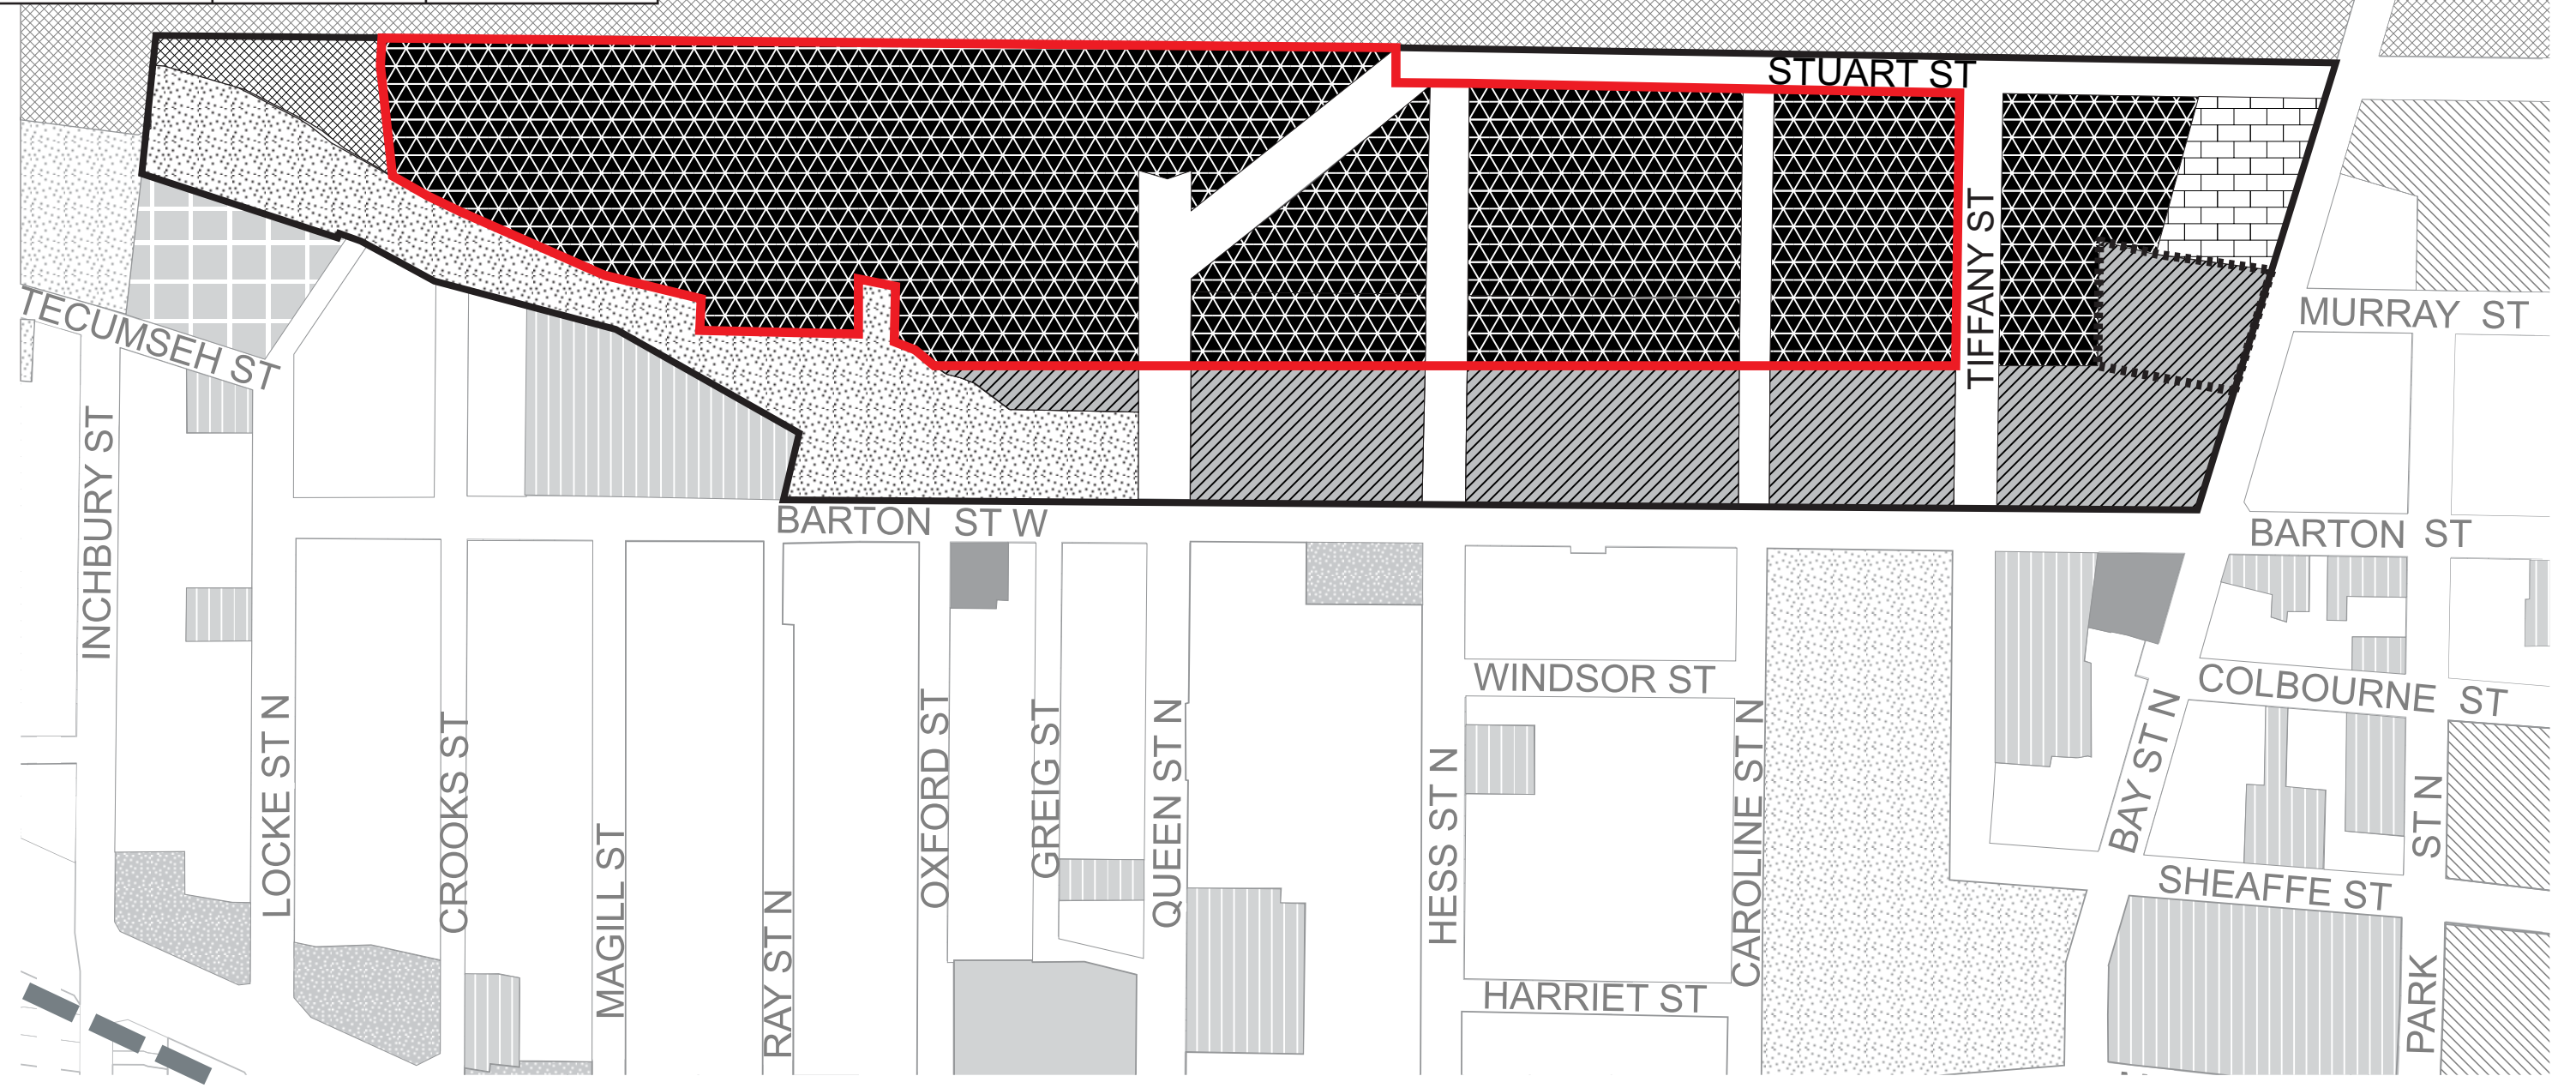 STUART ST
TIFFANY ST
TECUMSEH ST
MURRAY ST
INCHBURY ST
BARTON ST W
BARTON ST
WINDSOR ST
COLBOURNE ST
LOCKE ST N
CROOKS ST
MAGILL ST
RAY ST N
OXFORD ST
GREIG ST
QUEEN ST N
HESS ST N
CAROLINE ST N
BAY ST N
SHEAFFE ST
HARRIET ST
PARK ST N